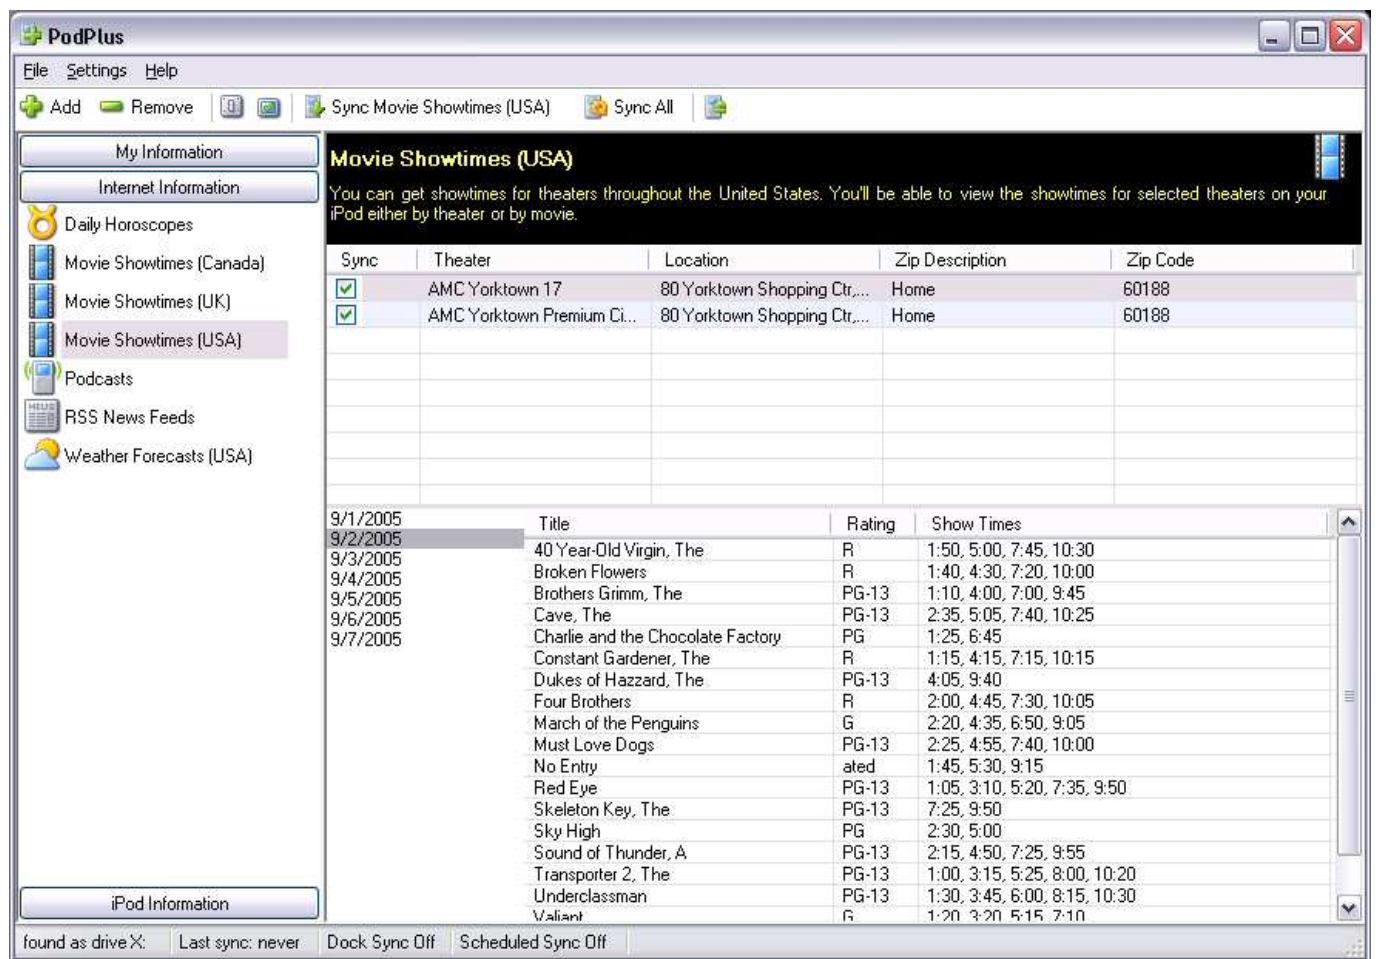 PodPlus
File Settings Help
Add Remove Sync Movie Showtimes (USA) Sync All
My Information
Internet Information
Daily Horoscopes
Movie Showtimes (Canada)
Movie Showtimes (UK)
Movie Showtimes (USA)
Podcasts
RSS News Feeds
Weather Forecasts (USA)
iPod Information
Movie Showtimes (USA)
You can get showtimes for theaters throughout the United States. You'll be able to view the showtimes for selected theaters on your
iPod either by theater or by movie.
Sync Theater Location Zip Description Zip Code
AMC Yorktown 17 80 Yorktown Shopping Ctr,... Home 60188
AMC Yorktown Premium Ci... 80 Yorktown Shopping Ctr,... Home 60188
9/1/2005
9/2/2005
9/3/2005
9/4/2005
9/5/2005
9/6/2005
9/7/2005
Title Rating Show Times
40 Year-Old Virgin, The R 1:50, 5:00, 7:45, 10:30
Broken Flowers R 1:40, 4:30, 7:20, 10:00
Brothers Grimm, The PG-13 1:10, 4:00, 7:00, 9:45
Cave, The PG-13 2:35, 5:05, 7:40, 10:25
Charlie and the Chocolate Factory PG 1:25, 6:45
Constant Gardener, The R 1:15, 4:15, 7:15, 10:15
Dukes of Hazzard, The PG-13 4:05, 9:40
Four Brothers R 2:00, 4:45, 7:30, 10:05
March of the Penguins G 2:20, 4:35, 6:50, 9:05
Must Love Dogs PG-13 2:25, 4:55, 7:40, 10:00
No Entry ated 1:45, 5:30, 9:15
Red Eye PG-13 1:05, 3:10, 5:20, 7:35, 9:50
Skeleton Key, The PG-13 7:25, 9:50
Sky High PG 2:30, 5:00
Sound of Thunder, A PG-13 2:15, 4:50, 7:25, 9:55
Transporter 2, The PG-13 1:00, 3:15, 5:25, 8:00, 10:20
Underclassman PG-13 1:30, 3:45, 6:00, 8:15, 10:30
Valiant G 1:20, 3:20, 5:15, 7:10
found as drive X: Last sync: never Dock Sync Off Scheduled Sync Off